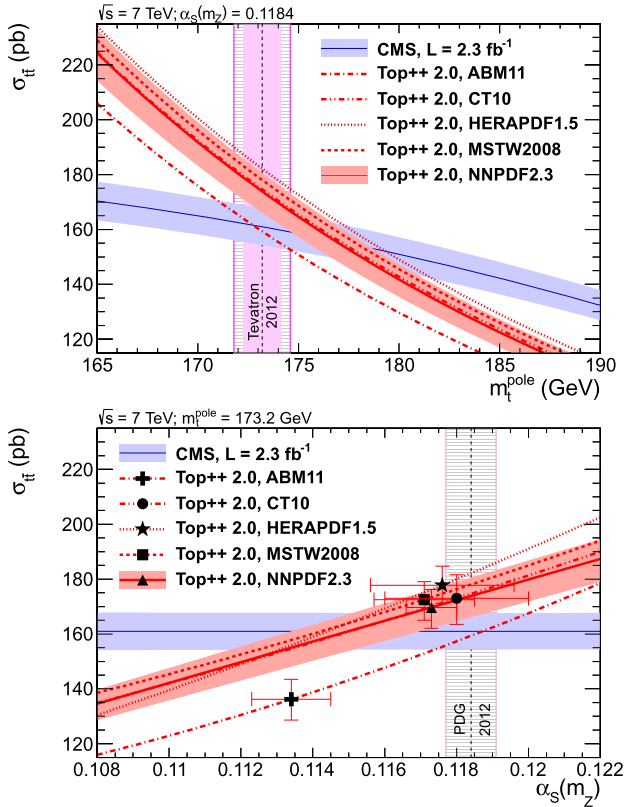 √s = 7 TeV; αS(mZ) = 0.1184
σtt̄ (pb)
220
200
180
160
140
120
CMS, L = 2.3 fb⁻¹
Top++ 2.0, ABM11
Top++ 2.0, CT10
Top++ 2.0, HERAPDF1.5
Top++ 2.0, MSTW2008
Top++ 2.0, NNPDF2.3
Tevatron
2012
165 170 175 180 185 190
mt^pole (GeV)
√s = 7 TeV; mt^pole = 173.2 GeV
σtt̄ (pb)
220
200
180
160
140
120
CMS, L = 2.3 fb⁻¹
Top++ 2.0, ABM11
Top++ 2.0, CT10
Top++ 2.0, HERAPDF1.5
Top++ 2.0, MSTW2008
Top++ 2.0, NNPDF2.3
PDG
2012
0.108 0.11 0.112 0.114 0.116 0.118 0.12 0.122
αS(mZ)